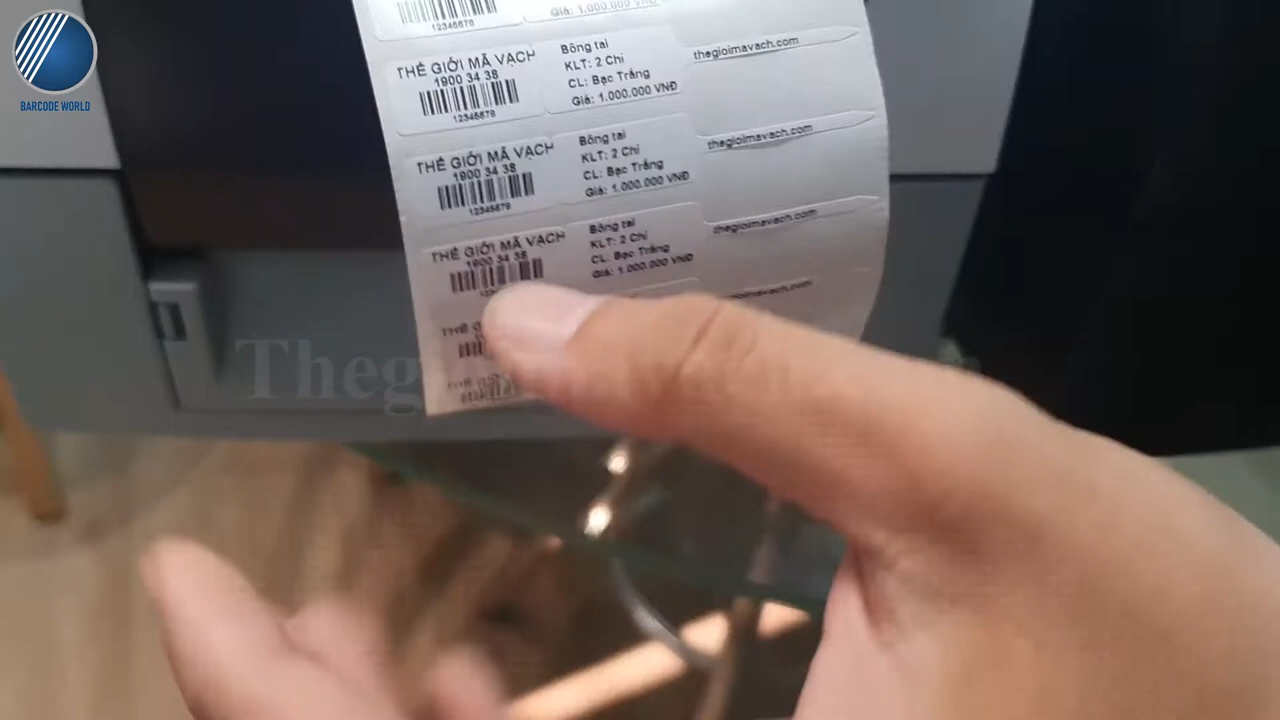 BARCODE WORLD
12345678
Giá: 1.000.000 VNĐ
THẾ GIỚI MÃ VẠCH
1900 34 38
12345678
Bông tai
KLT: 2 Chỉ
CL: Bạc Trắng
Giá: 1.000.000 VNĐ
thegioimavach.com
THẾ GIỚI MÃ VẠCH
1900 34 38
12345678
Bông tai
KLT: 2 Chỉ
CL: Bạc Trắng
Giá: 1.000.000 VNĐ
thegioimavach.com
THẾ GIỚI MÃ VẠCH
1900 34 38
Bông tai
KLT: 2 Chỉ
CL: Bạc Trắng
Giá: 1.000.000 VNĐ
thegioimavach.com
THẾ